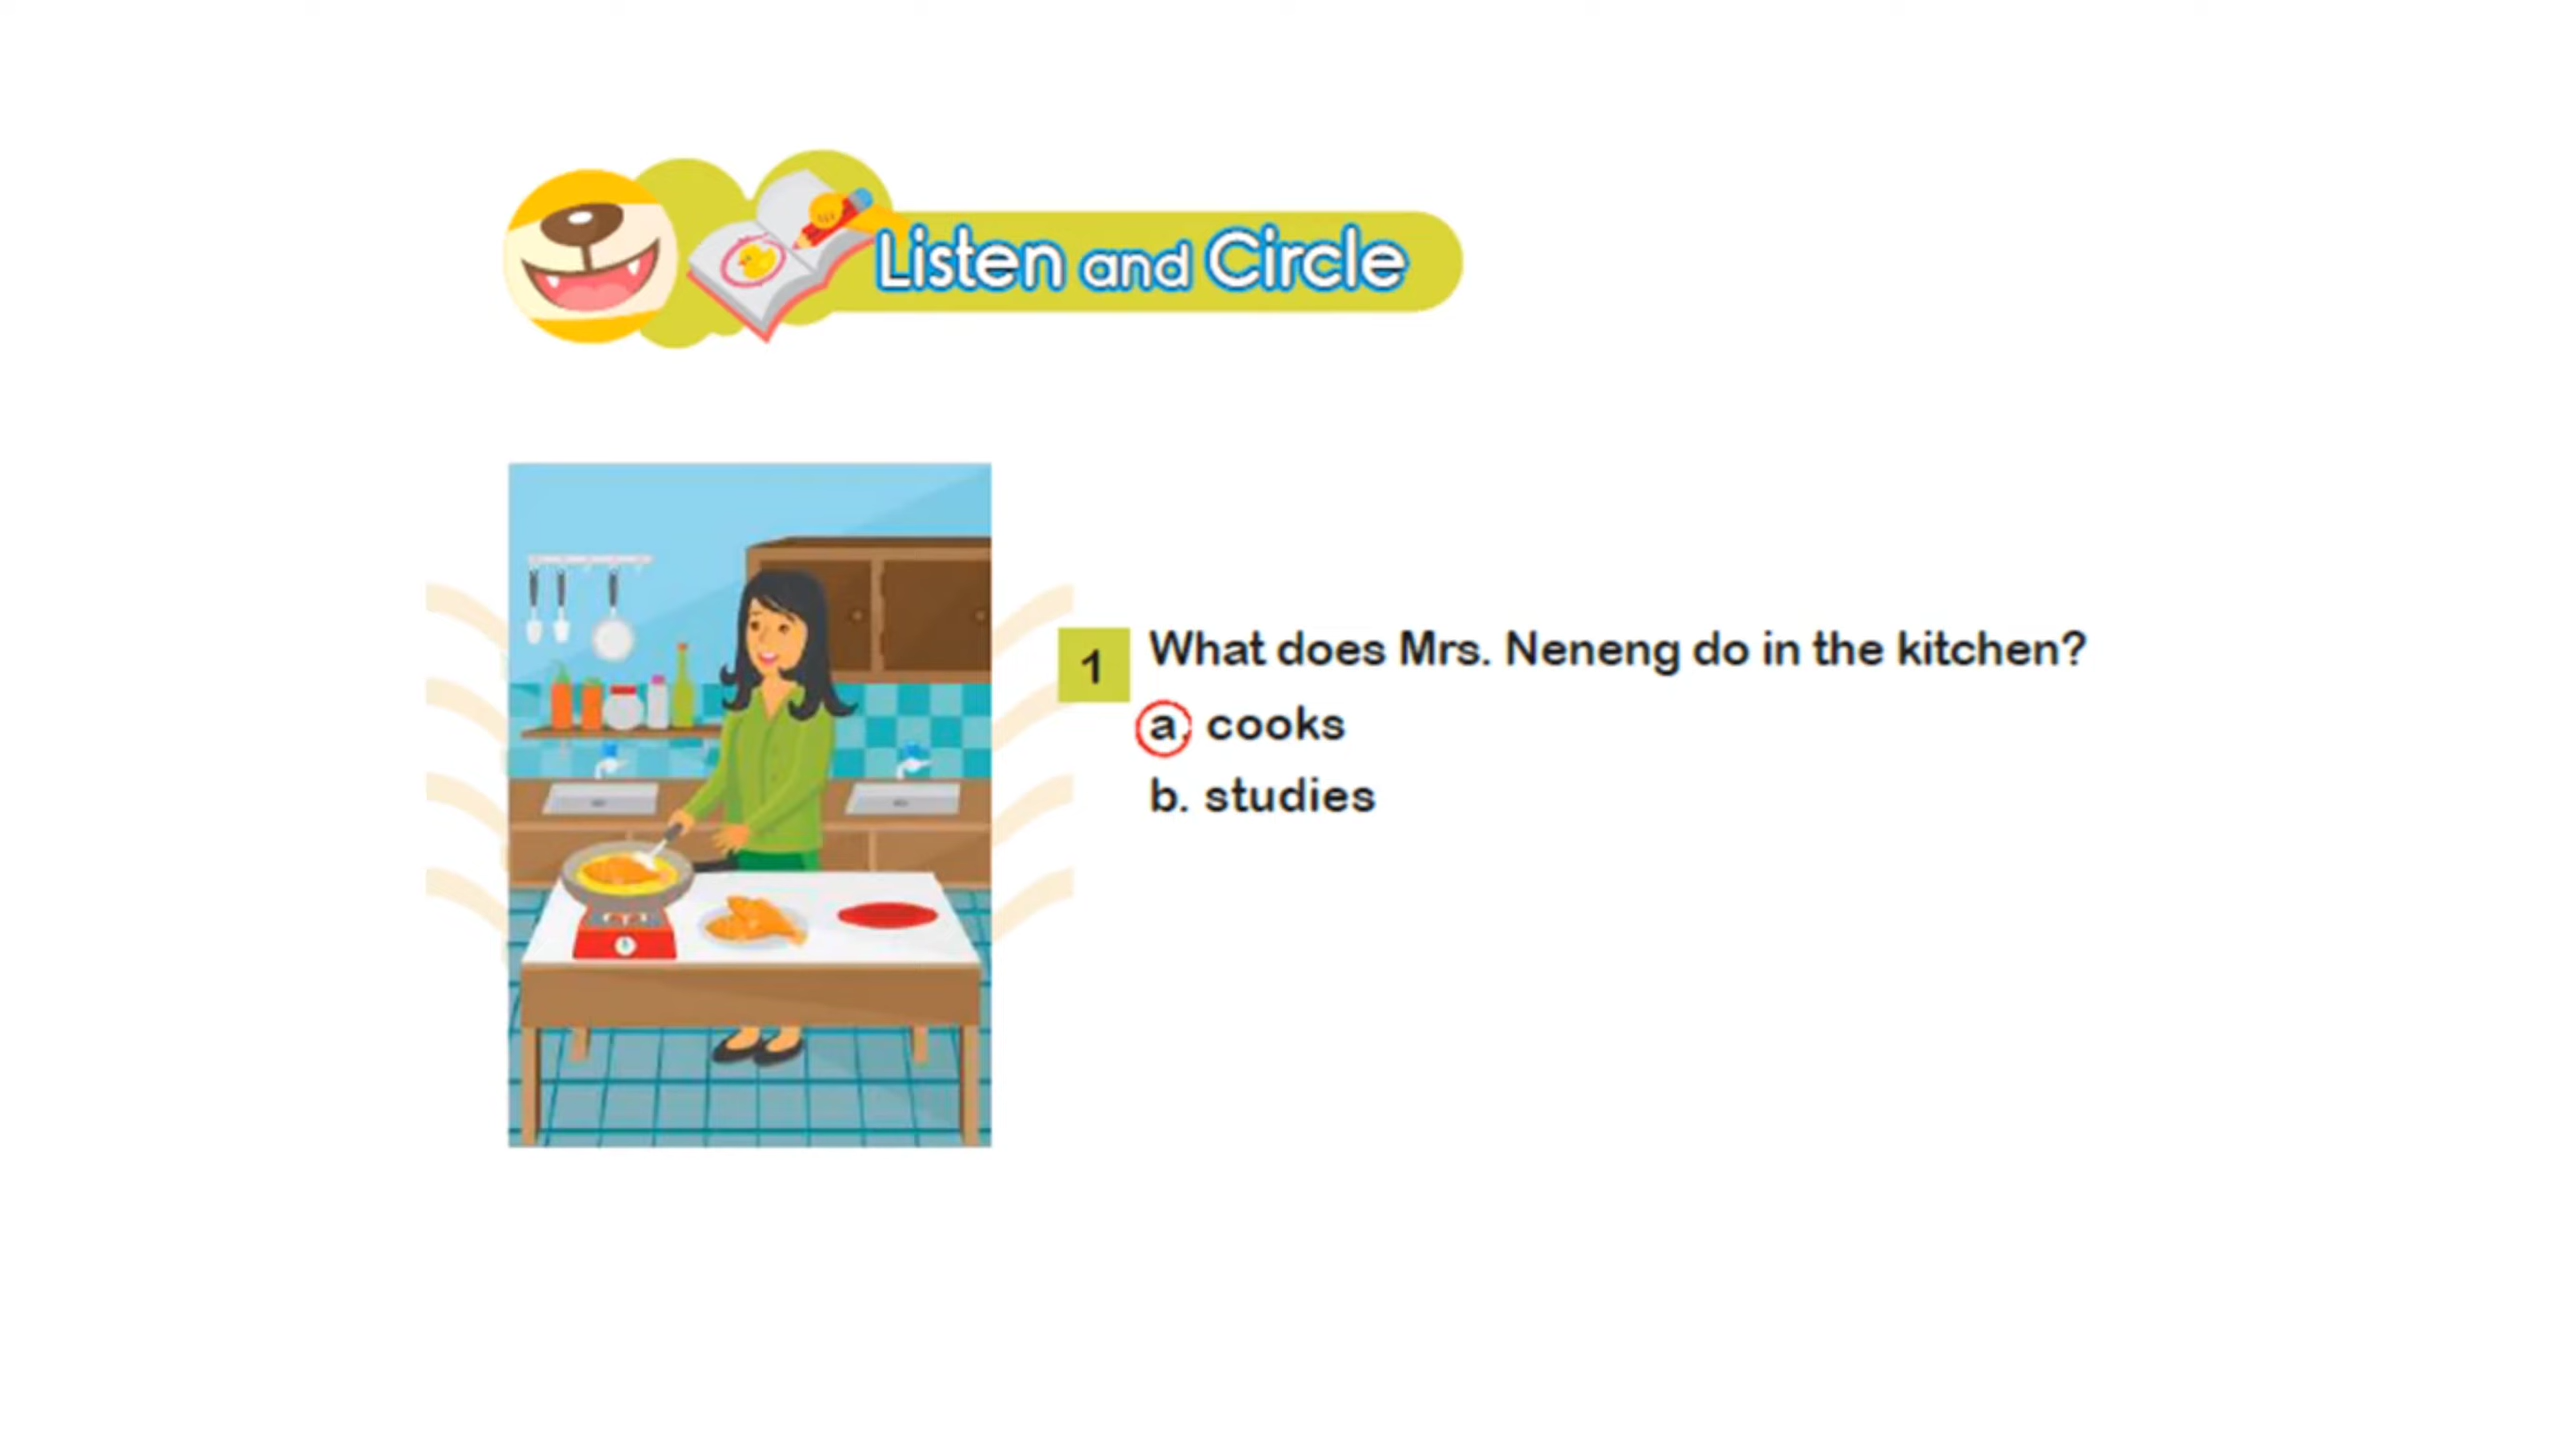 Listen and Circle
1 What does Mrs. Neneng do in the kitchen?
a. cooks
b. studies